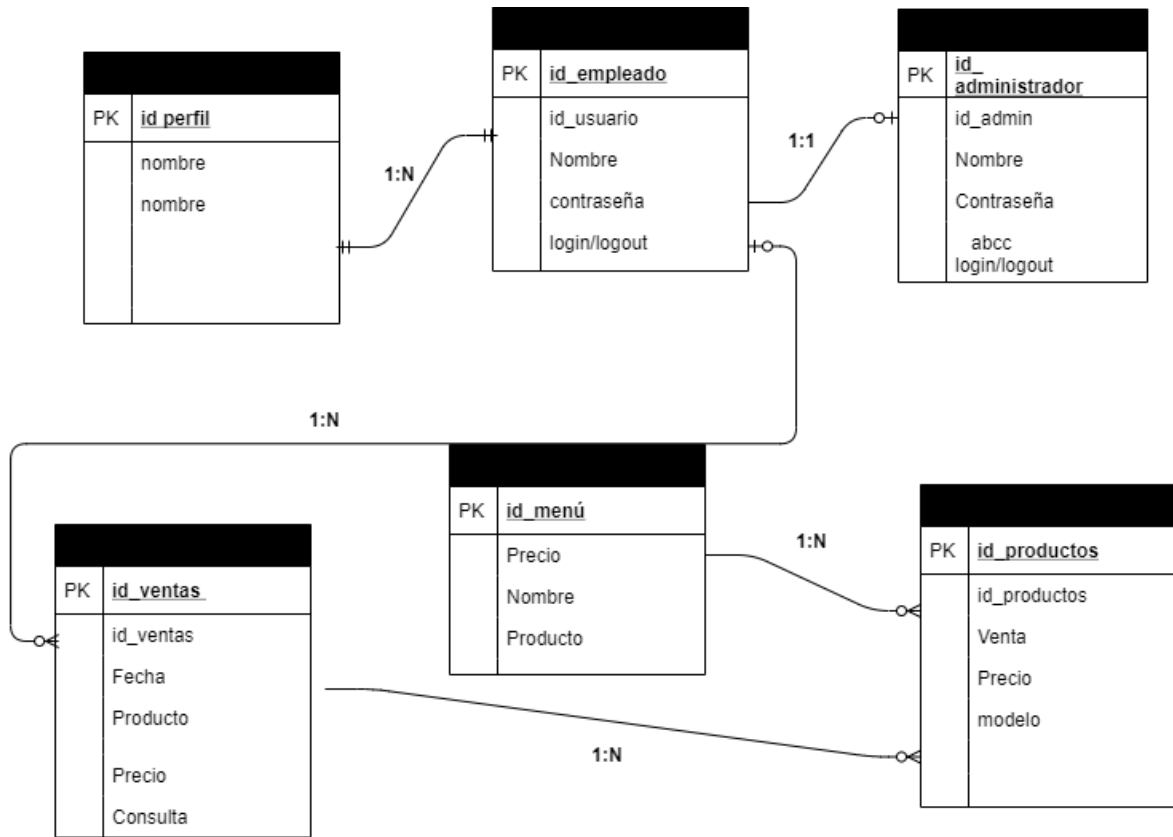 PK id perfil
nombre
nombre
1:N
PK id_empleado
id_usuario
Nombre
contraseña
login/logout
1:1
PK id_
administrador
id_admin
Nombre
Contraseña
abcc
login/logout
1:N
PK id_menú
Precio
Nombre
Producto
1:N
PK id_productos
id_productos
Venta
Precio
modelo
PK id_ventas
id_ventas
Fecha
Producto
Precio
Consulta
1:N